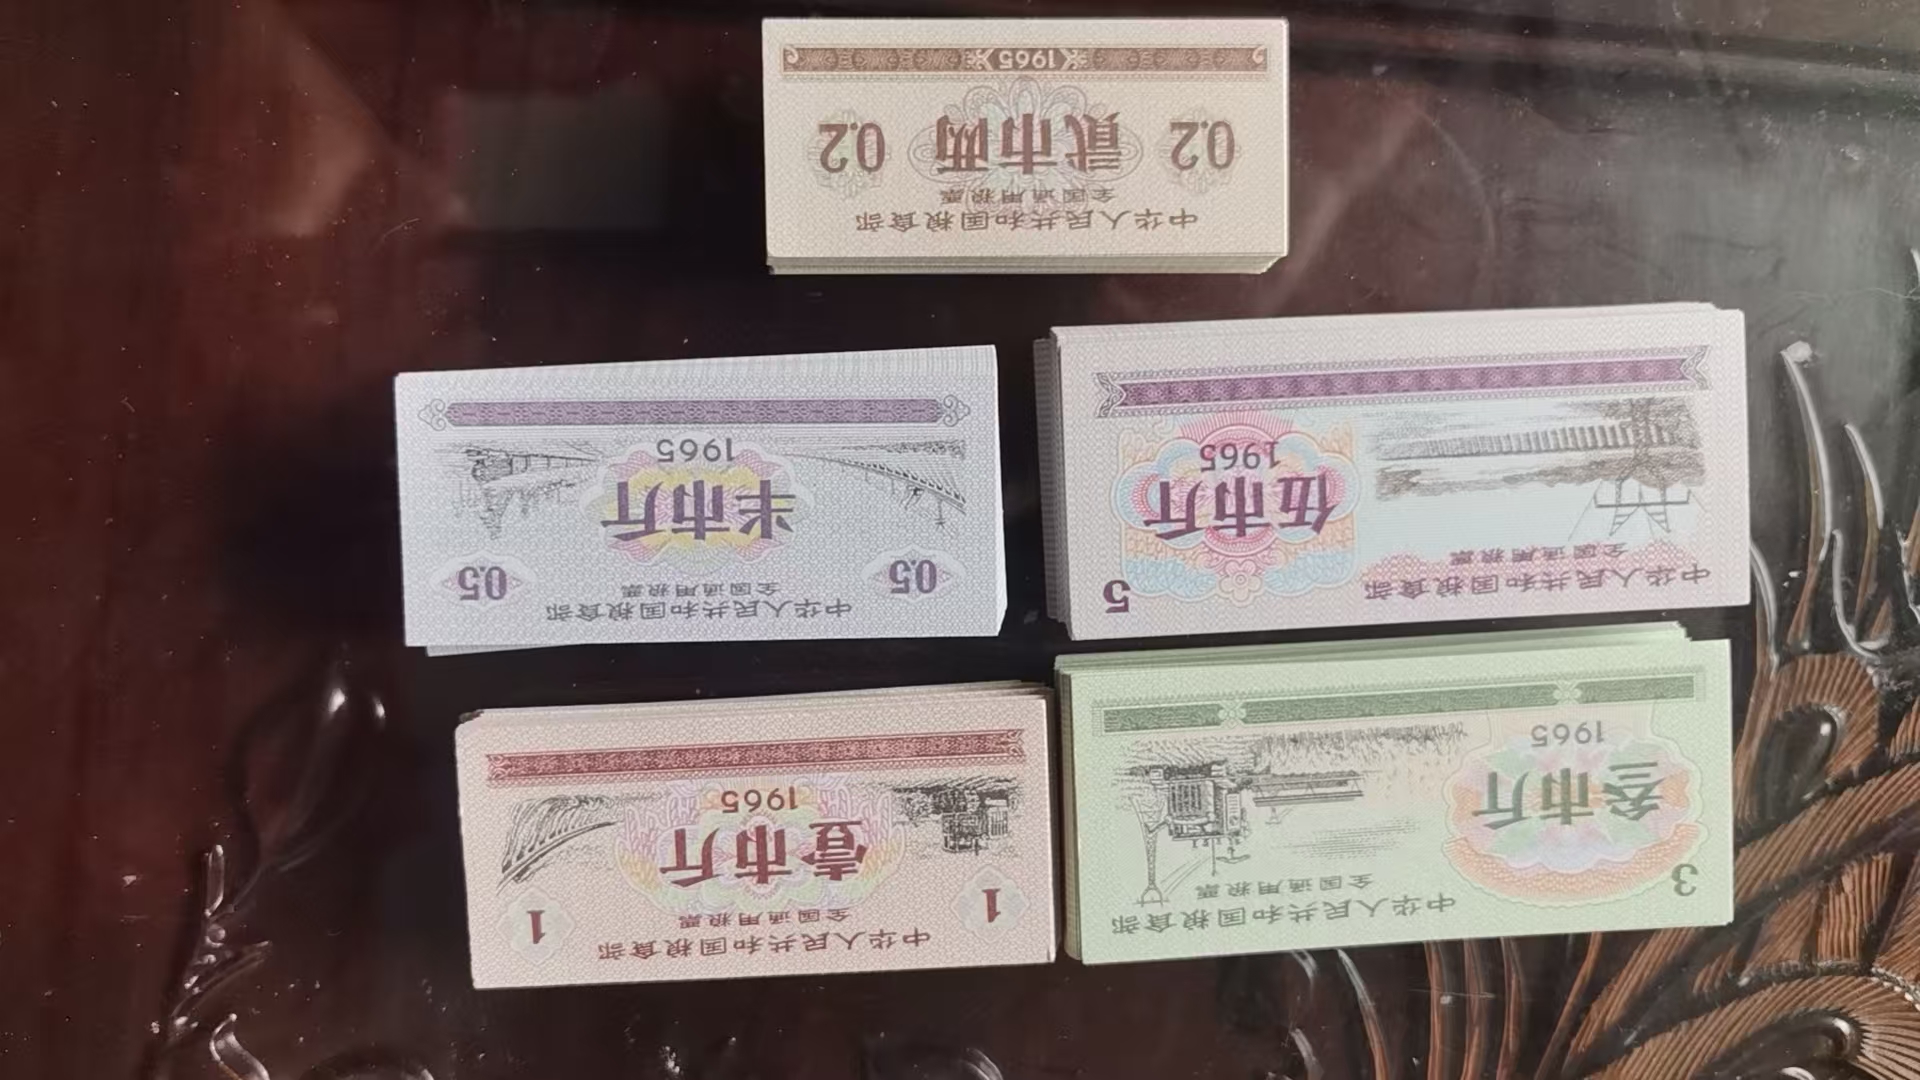 中华人民共和国粮食部
全国通用粮票
3
叁市斤
1965
中华人民共和国粮食部
全国通用粮票
1 1
壹市斤
1965
中华人民共和国粮食部
全国通用粮票
5
伍市斤
1965
中华人民共和国粮食部
全国通用粮票
0.5 0.5
半市斤
1965
中华人民共和国粮食部
全国通用粮票
0.2 贰市两 0.2
1965